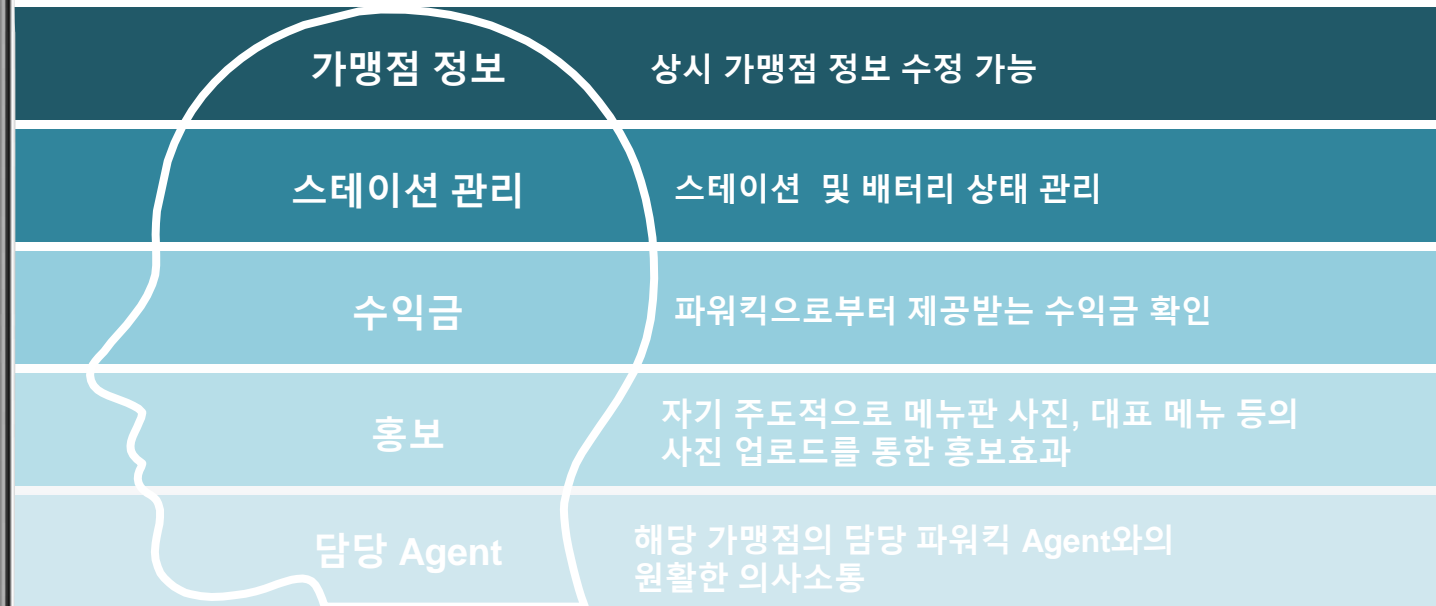 가맹점 정보
상시 가맹점 정보 수정 가능
스테이션 관리
스테이션 및 배터리 상태 관리
수익금
파워킥으로부터 제공받는 수익금 확인
홍보
자기 주도적으로 메뉴판 사진, 대표 메뉴 등의
사진 업로드를 통한 홍보효과
담당 Agent
해당 가맹점의 담당 파워킥 Agent와의
원활한 의사소통